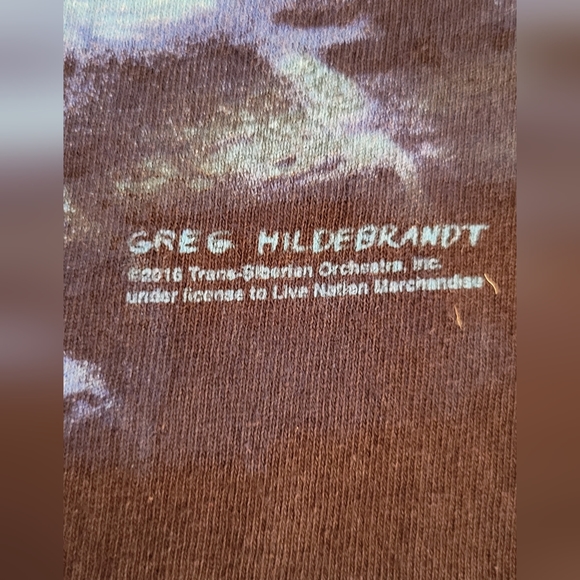 GREG HILDEBRANDT
©2016 Trans-Siberian Orchestra, Inc.
under license to Live Nation Merchandise